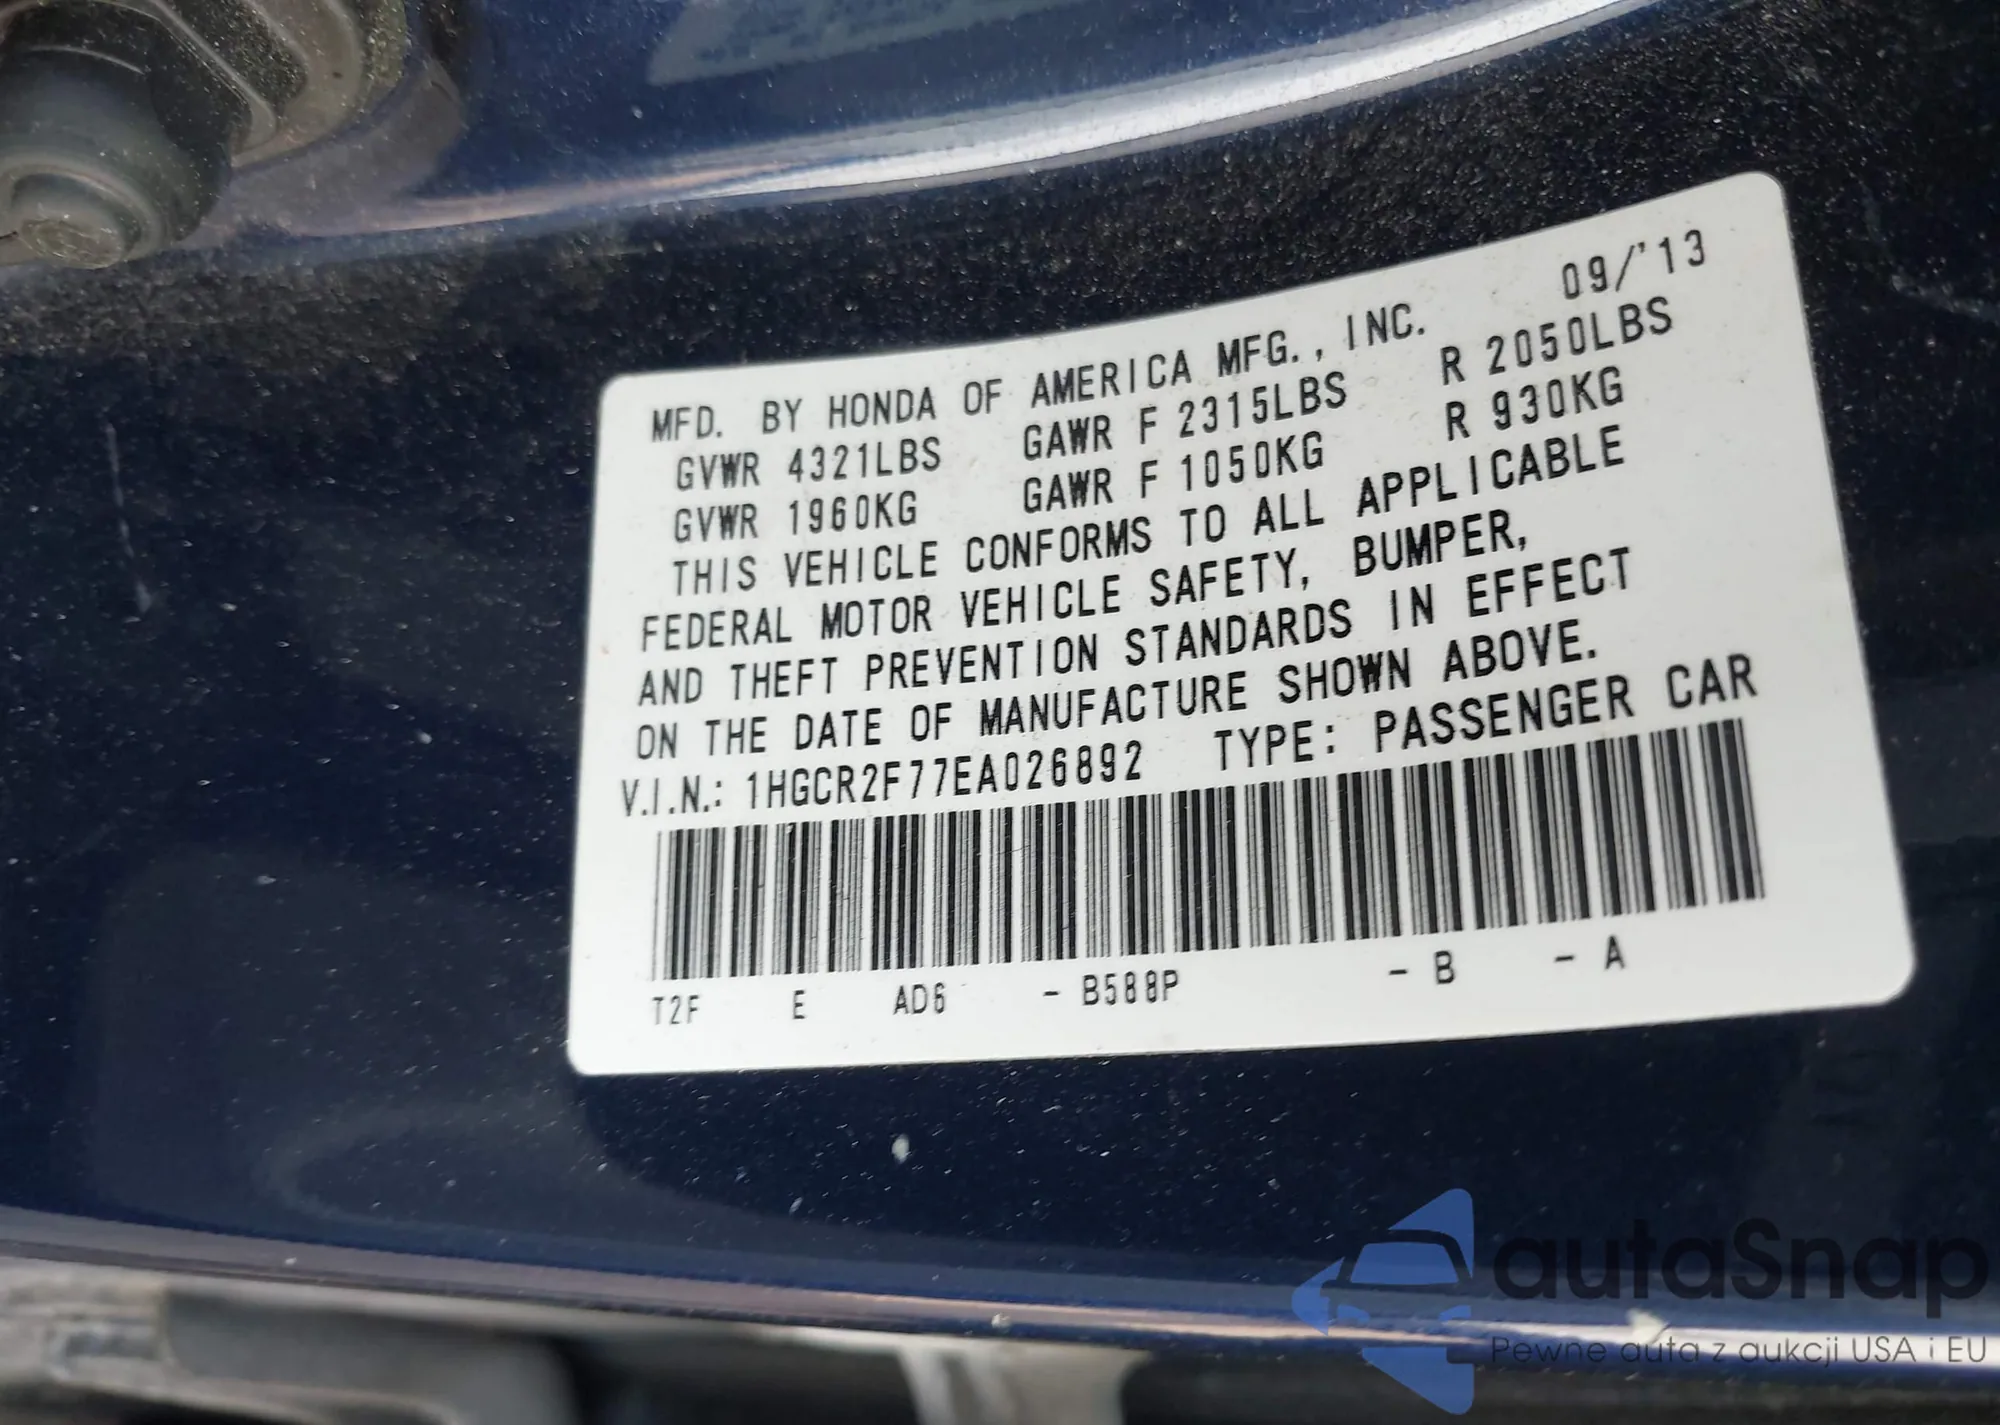 MFD. BY HONDA OF AMERICA MFG., INC. 09/'13
GVWR 4321LBS GAWR F 2315LBS R 2050LBS
GVWR 1960KG GAWR F 1050KG R 930KG
THIS VEHICLE CONFORMS TO ALL APPLICABLE
FEDERAL MOTOR VEHICLE SAFETY, BUMPER,
AND THEFT PREVENTION STANDARDS IN EFFECT
ON THE DATE OF MANUFACTURE SHOWN ABOVE.
V.I.N.: 1HGCR2F77EA026892 TYPE: PASSENGER CAR
T2F E AD6 - B588P - B - A
autaSnap
Pewne auta z aukcji USA i EU